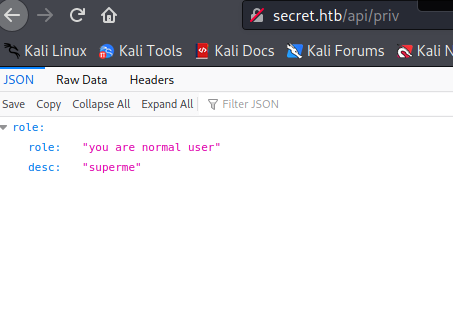 secret.htb/api/priv
Kali Linux Kali Tools Kali Docs Kali Forums Kali N
JSON Raw Data Headers
Save Copy Collapse All Expand All Filter JSON
role:
role: "you are normal user"
desc: "superme"